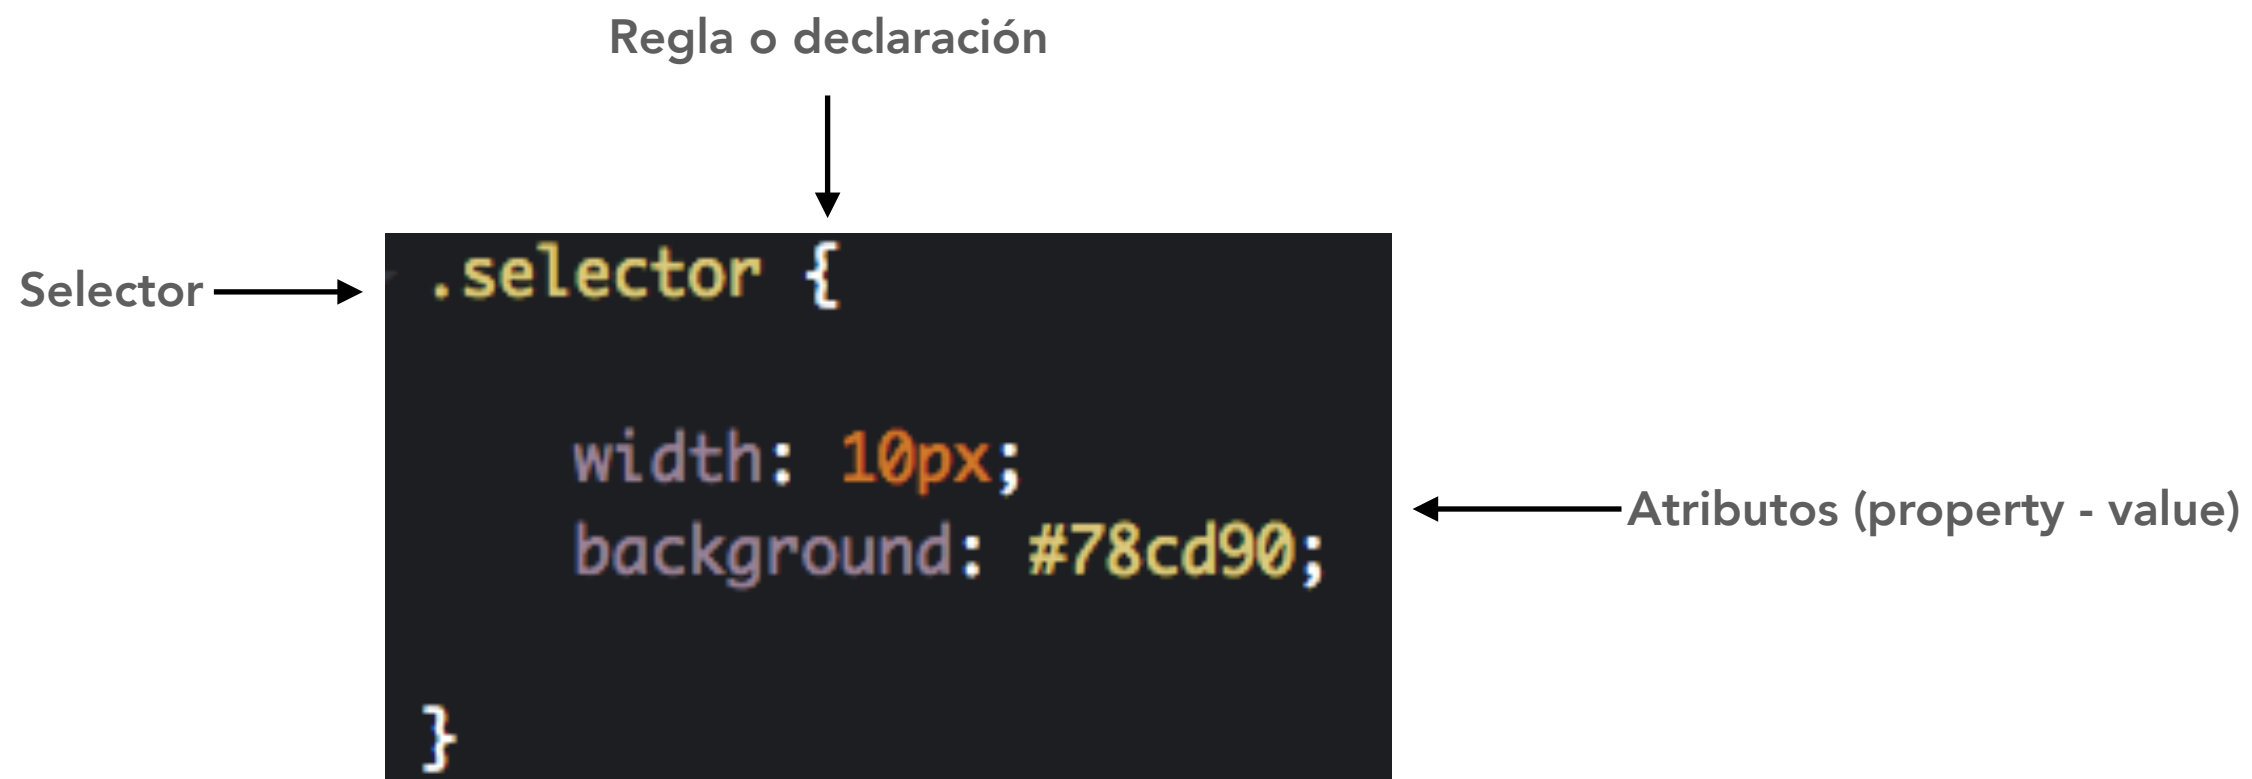 Regla o declaración
Selector
.selector {
width: 10px;
background: #78cd90;
Atributos (property - value)
}